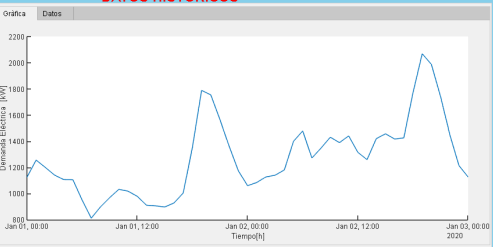 DATOS HISTÓRICOS
Gráfica Datos
2200
2000
1800
1600
1400
1200
1000
800
Demanda Eléctrica [kW]
Jan 01, 00:00 Jan 01, 12:00 Jan 02, 00:00 Jan 02, 12:00 Jan 03, 00:00
Tiempo[h] 2020